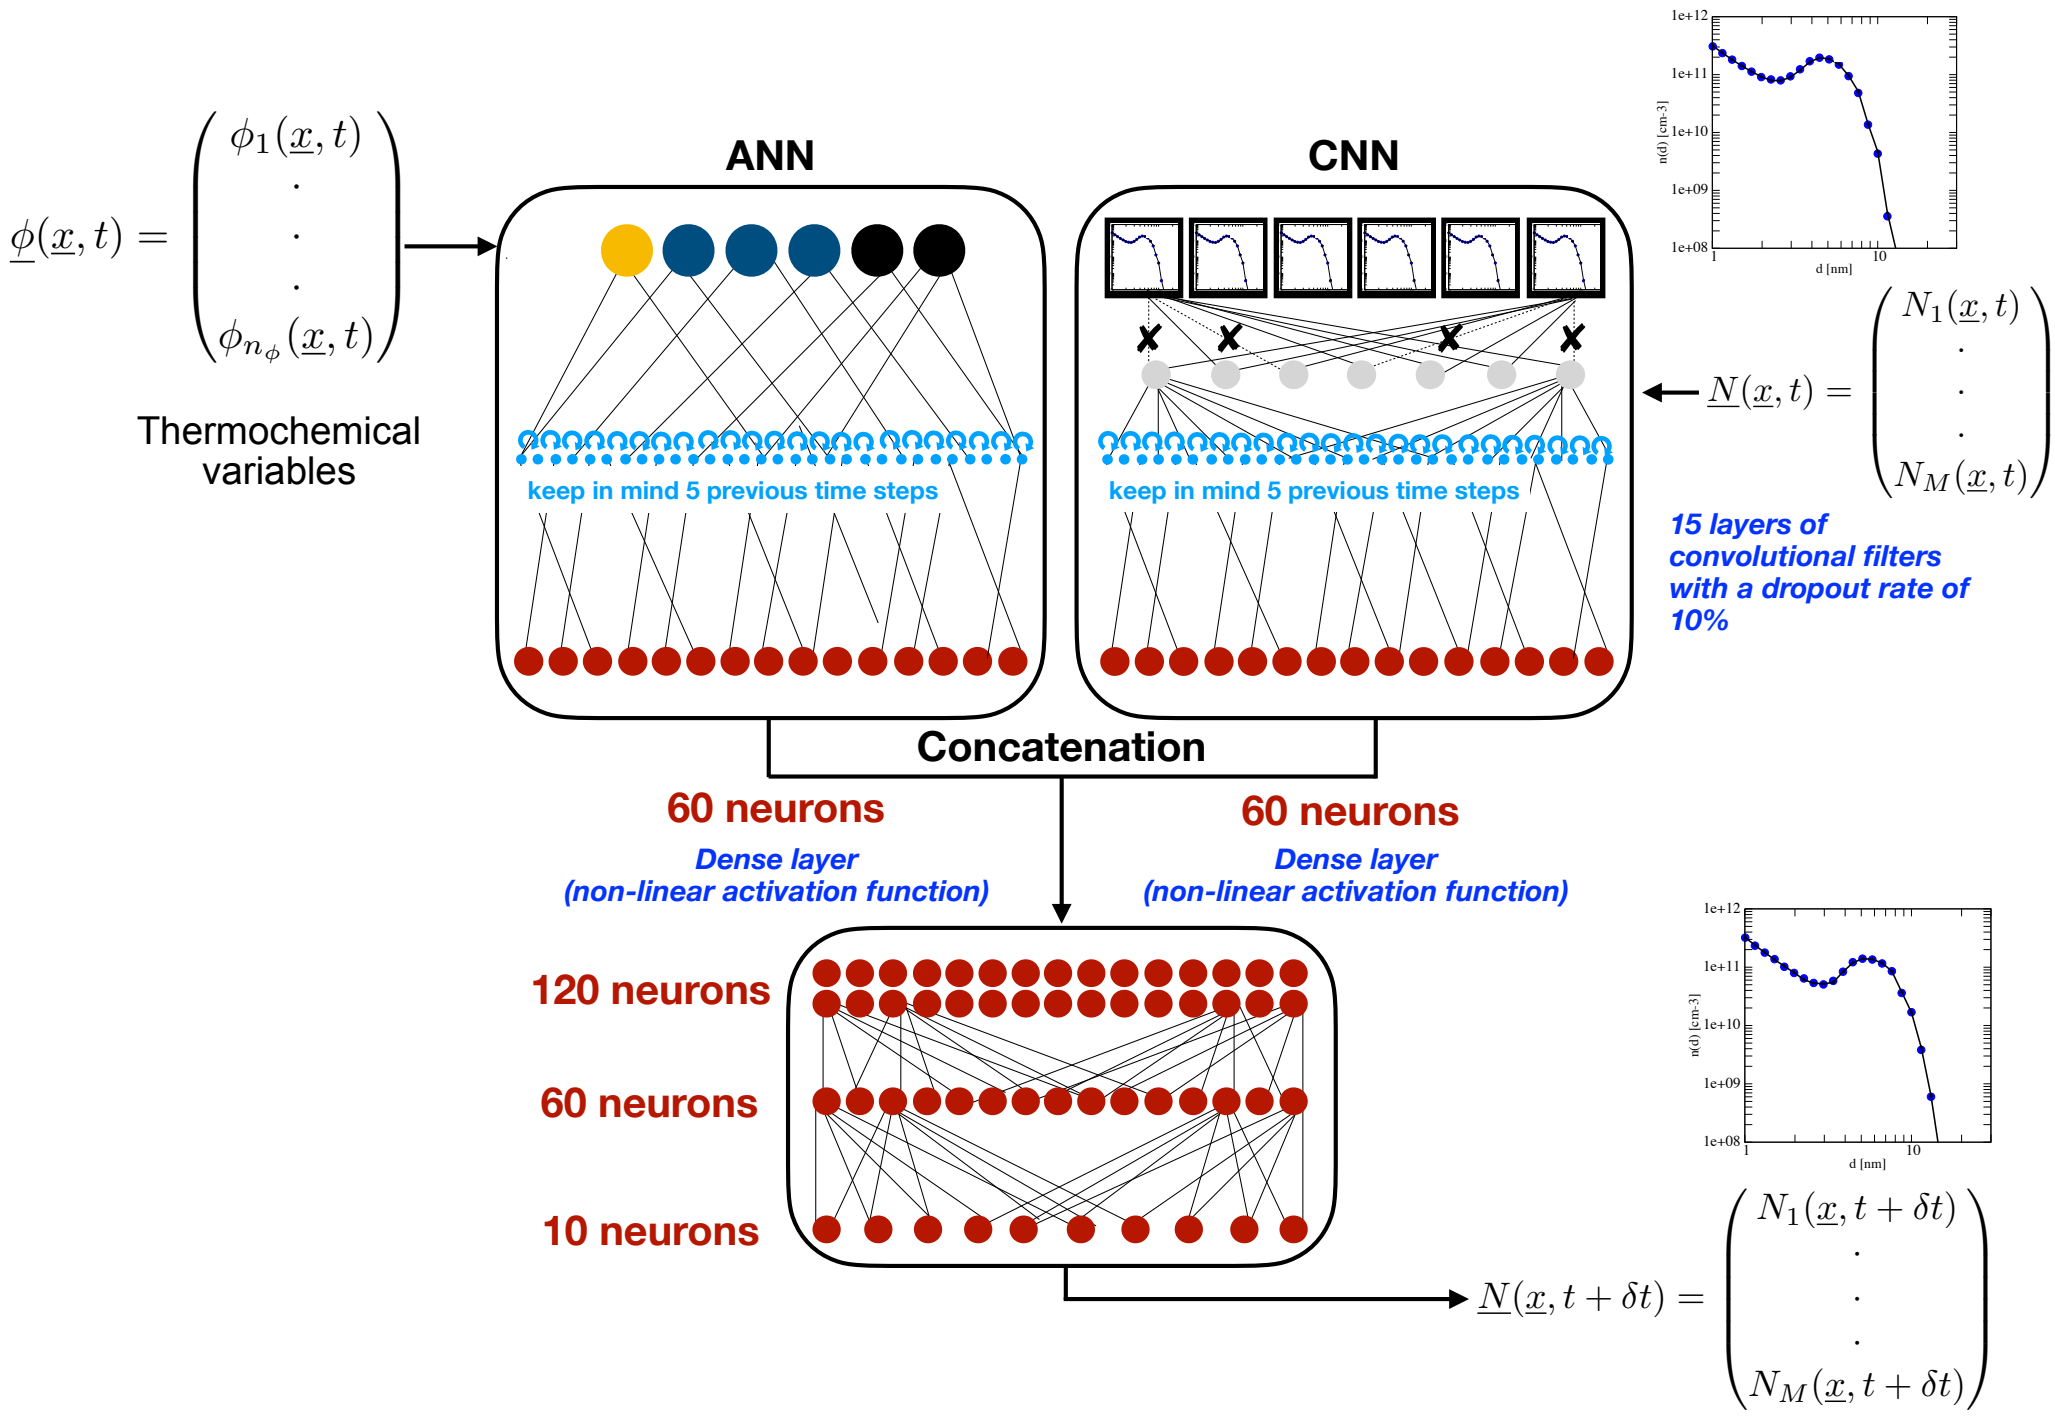 ANN
CNN
ϕ(x, t) =
ϕ₁(x, t)
.
.
.
ϕₙ_ϕ(x, t)
Thermochemical
variables
keep in mind 5 previous time steps
keep in mind 5 previous time steps
1e+12
1e+11
1e+10
1e+09
1e+08
n(d) [cm-3]
1
10
d [nm]
N(x, t) =
N₁(x, t)
.
.
.
N_M(x, t)
15 layers of
convolutional filters
with a dropout rate of
10%
Concatenation
60 neurons
Dense layer
(non-linear activation function)
60 neurons
Dense layer
(non-linear activation function)
120 neurons
60 neurons
10 neurons
1e+12
1e+11
1e+10
1e+09
1e+08
n(d) [cm-3]
1
10
d [nm]
N(x, t + δt) =
N₁(x, t + δt)
.
.
.
N_M(x, t + δt)